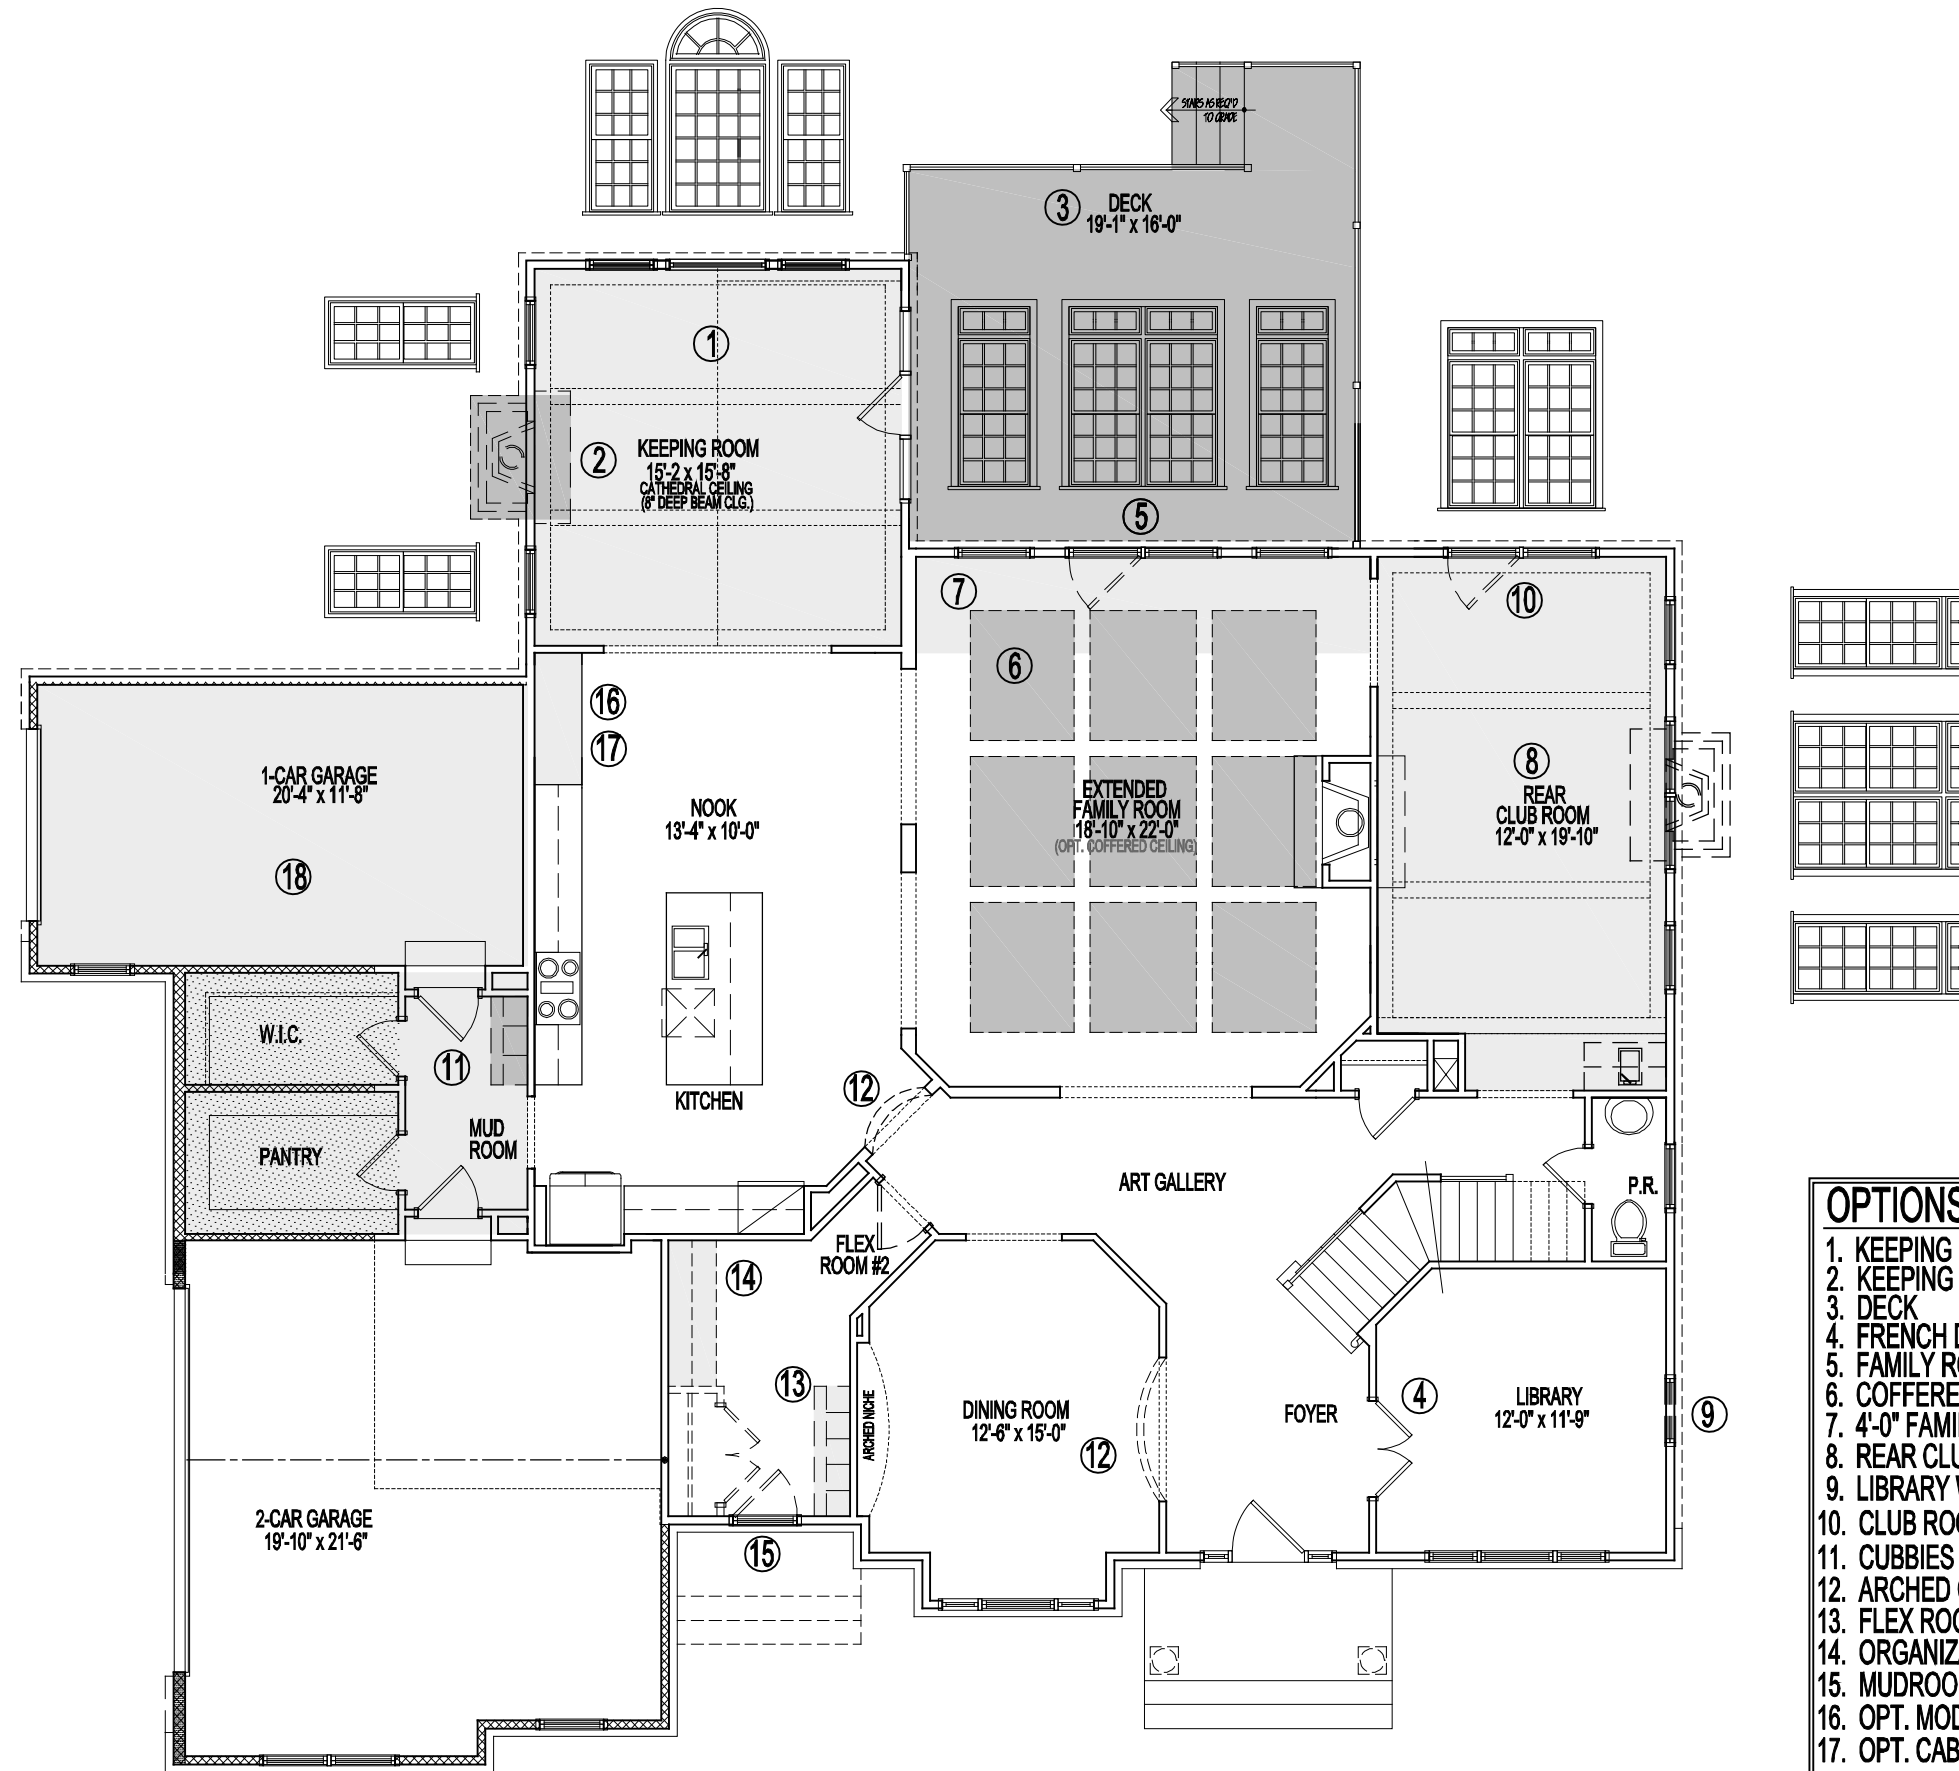 STAIRS AS REQ'D
TO GRADE
3
DECK
19'-1" x 16'-0"
1
2
KEEPING ROOM
15'-2 x 15'-8"
CATHEDRAL CEILING
(8" DEEP BEAM CLG.)
5
7
10
6
16
17
1-CAR GARAGE
20'-4" x 11'-8"
18
NOOK
13'-4" x 10'-0"
EXTENDED
FAMILY ROOM
18'-10" x 22'-0"
(OPT. COFFERED CEILING)
8
REAR
CLUB ROOM
12'-0" x 19'-10"
W.I.C.
11
12
KITCHEN
MUD
ROOM
PANTRY
ART GALLERY
P.R.
FLEX
ROOM #2
14
13
ARCHED NICHE
DINING ROOM
12'-6" x 15'-0"
12
FOYER
4
LIBRARY
12'-0" x 11'-9"
9
2-CAR GARAGE
19'-10" x 21'-6"
15
OPTIONS
1. KEEPING
2. KEEPING
3. DECK
4. FRENCH D
5. FAMILY RO
6. COFFERE
7. 4'-0" FAMI
8. REAR CLU
9. LIBRARY W
10. CLUB ROO
11. CUBBIES
12. ARCHED
13. FLEX ROO
14. ORGANIZ
15. MUDROO
16. OPT. MOD
17. OPT. CAB